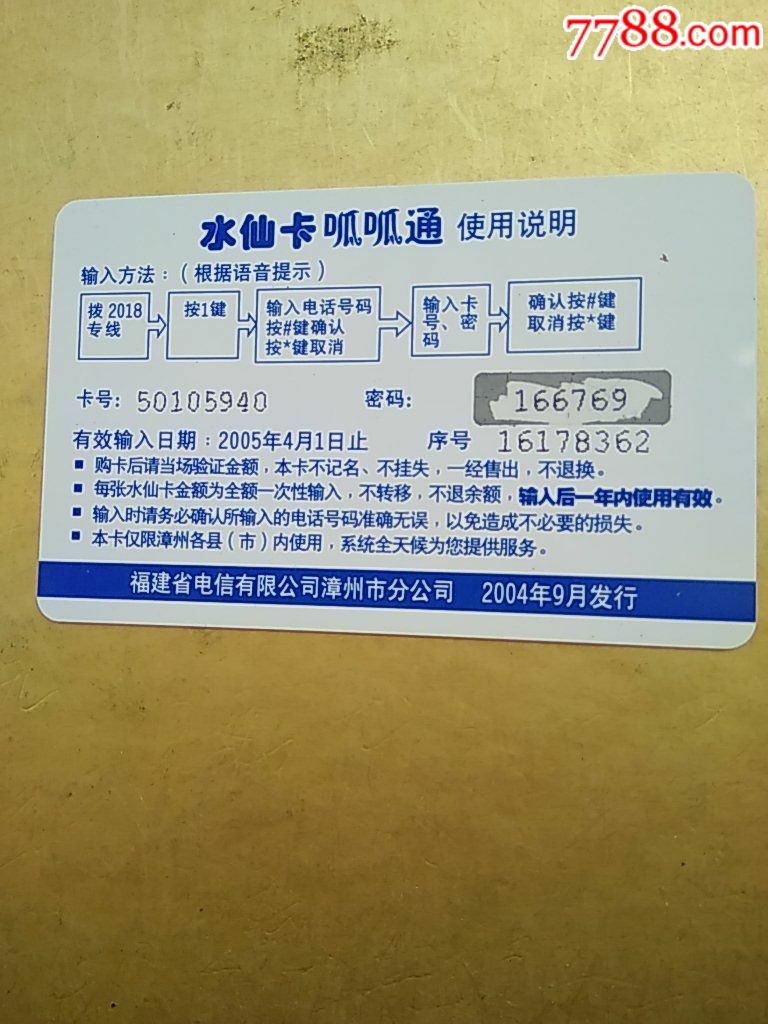 7788.com
水仙卡呱呱通 使用说明
输入方法：（根据语音提示）
拨2018
专线
按1键
输入电话号码
按#键确认
按*键取消
输入卡
号、密
码
确认按#键
取消按*键
卡号: 50105940 密码: 166769
有效输入日期：2005年4月1日止 序号 16178362
■ 购卡后请当场验证金额，本卡不记名、不挂失，一经售出，不退换。
■ 每张水仙卡金额为全额一次性输入，不转移，不退余额，输入后一年内使用有效。
■ 输入时请务必确认所输入的电话号码准确无误，以免造成不必要的损失。
■ 本卡仅限漳州各县（市）内使用，系统全天候为您提供服务。
福建省电信有限公司漳州市分公司 2004年9月发行